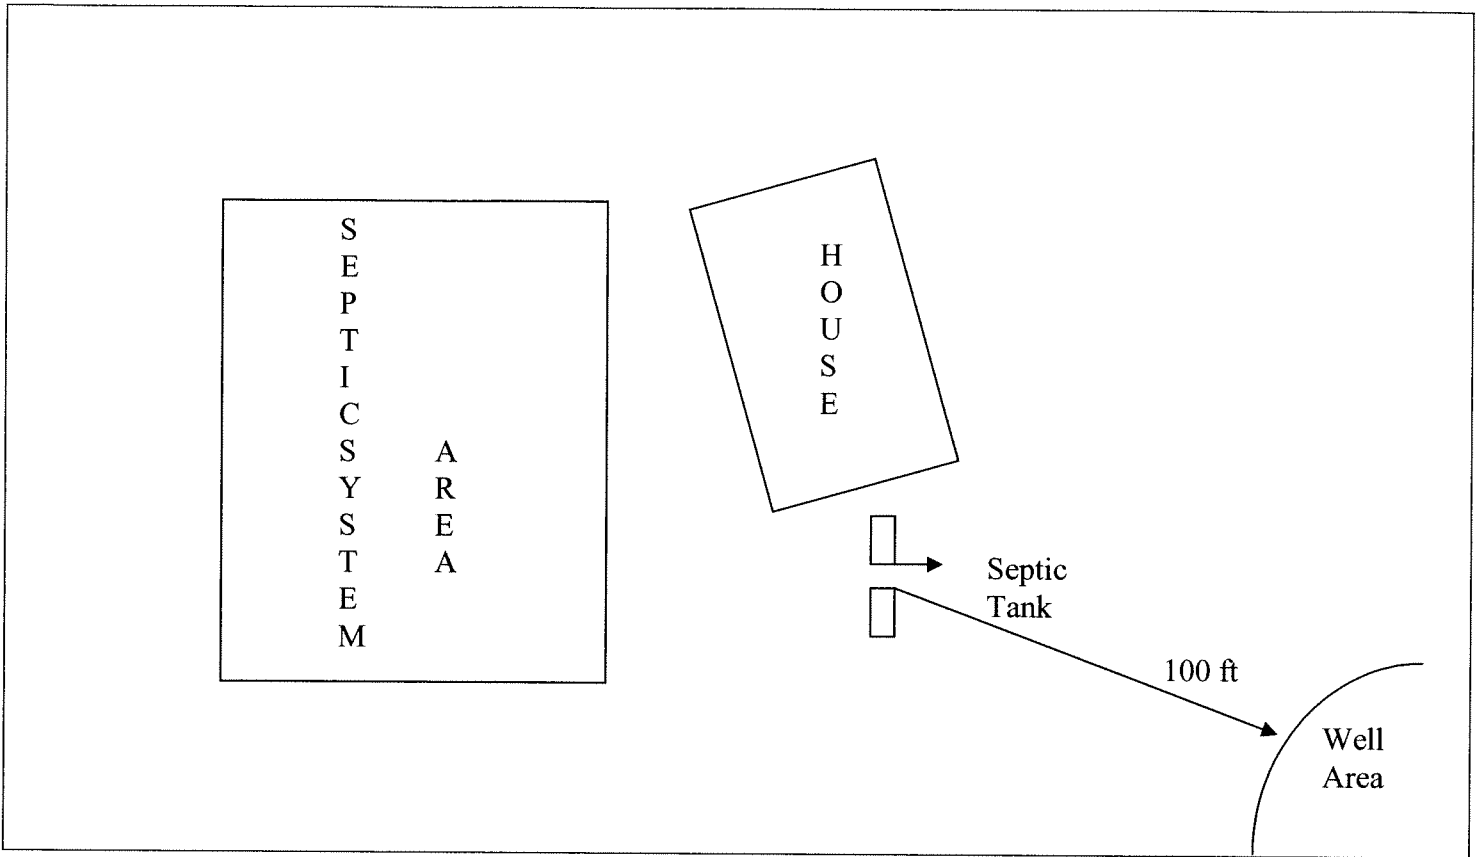 SEPTICSYSTEM
AREA
HOUSE
Septic
Tank
100 ft
Well
Area